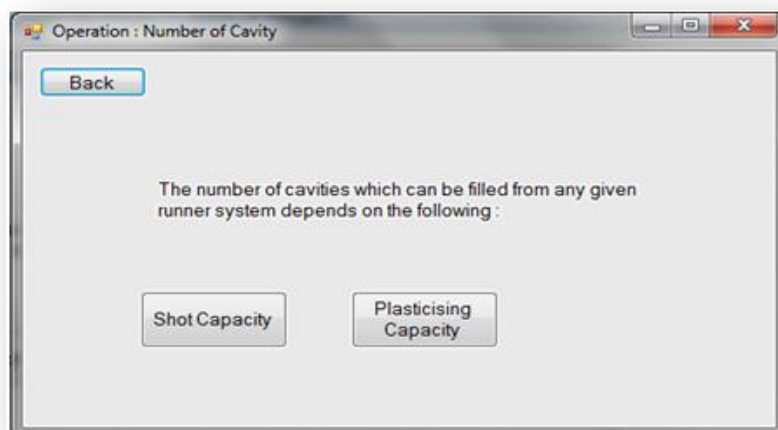 Operation : Number of Cavity
Back
The number of cavities which can be filled from any given
runner system depends on the following :
Shot Capacity
Plasticising
Capacity